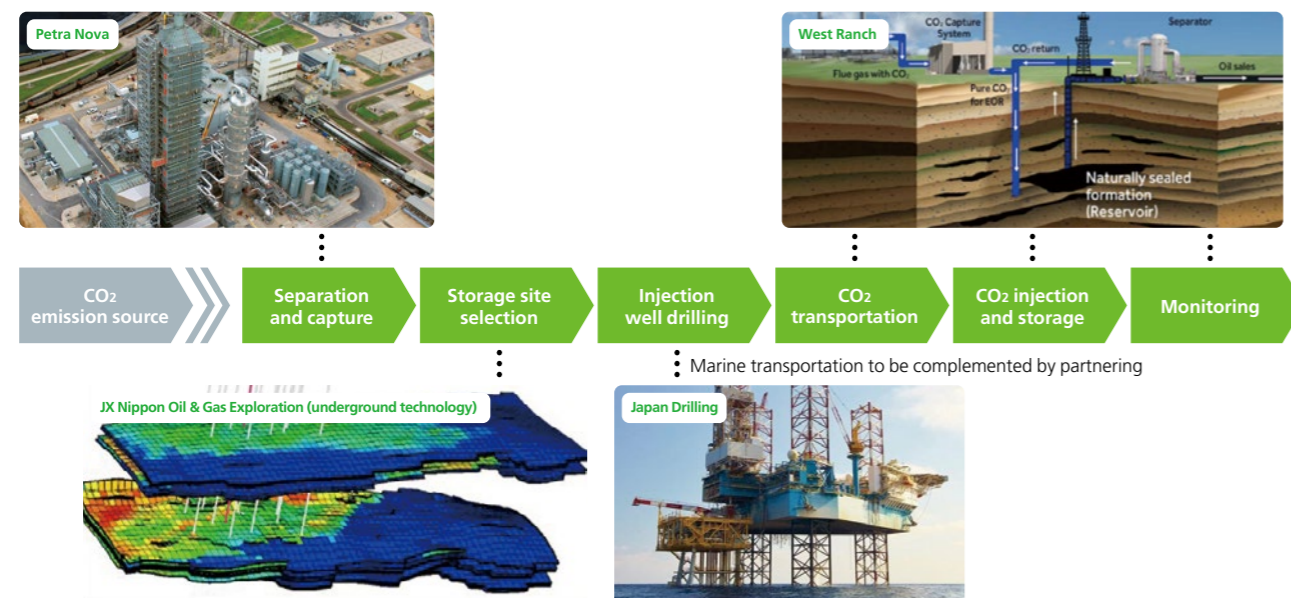 Petra Nova
West Ranch
CO₂ Capture
System
Separator
CO₂ return
Flue gas with CO₂
Oil sales
Pure CO₂
for EOR
Naturally sealed
formation
(Reservoir)
CO₂
emission source
Separation
and capture
Storage site
selection
Injection
well drilling
CO₂
transportation
CO₂ injection
and storage
Monitoring
Marine transportation to be complemented by partnering
JX Nippon Oil & Gas Exploration (underground technology)
Japan Drilling